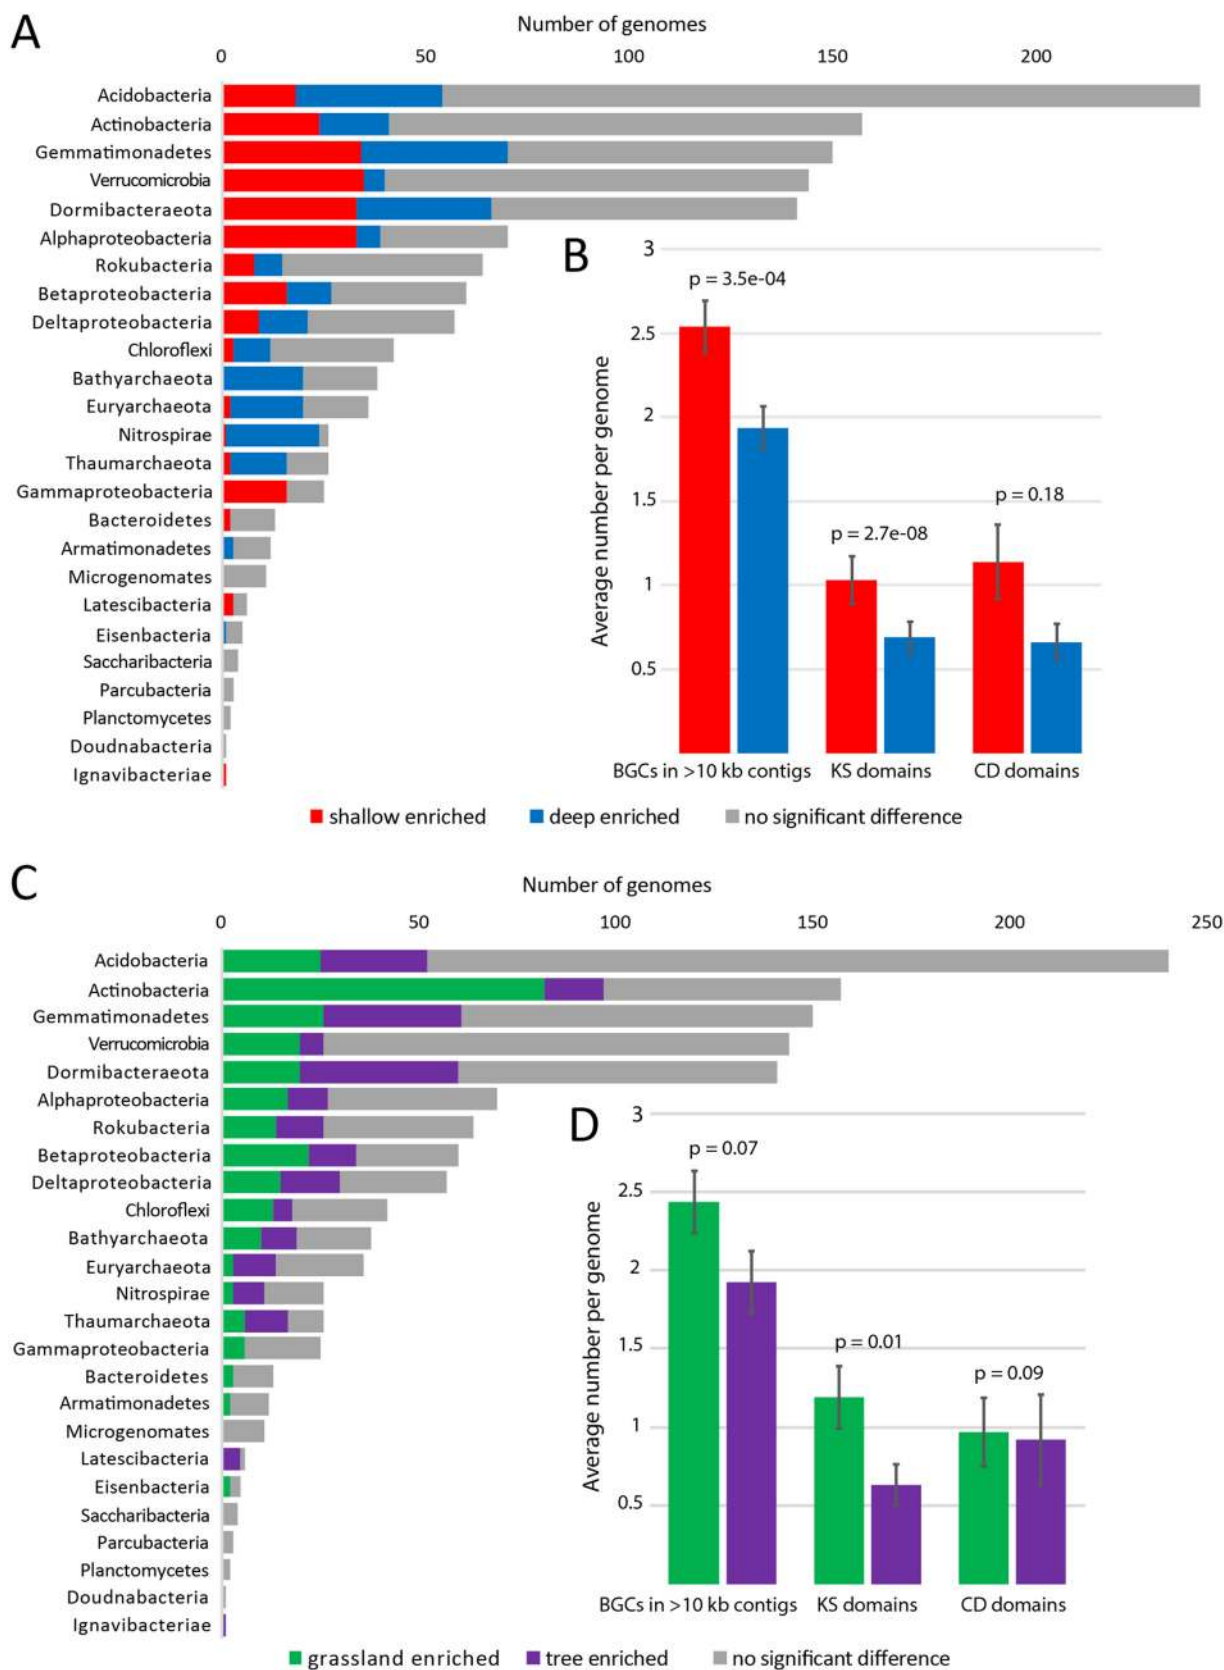 A
Number of genomes
0 50 100 150 200
Acidobacteria
Actinobacteria
Gemmatimonadetes
Verrucomicrobia
Dormibacteraeota
Alphaproteobacteria
Rokubacteria
Betaproteobacteria
Deltaproteobacteria
Chloroflexi
Bathyarchaeota
Euryarchaeota
Nitrospirae
Thaumarchaeota
Gammaproteobacteria
Bacteroidetes
Armatimonadetes
Microgenomates
Latescibacteria
Eisenbacteria
Saccharibacteria
Parcubacteria
Planctomycetes
Doudnabacteria
Ignavibacteriae
B
Average number per genome
3
2.5
2
1.5
1
0.5
p = 3.5e-04
p = 2.7e-08
p = 0.18
BGCs in >10 kb contigs KS domains CD domains
shallow enriched deep enriched no significant difference
C
Number of genomes
0 50 100 150 200 250
Acidobacteria
Actinobacteria
Gemmatimonadetes
Verrucomicrobia
Dormibacteraeota
Alphaproteobacteria
Rokubacteria
Betaproteobacteria
Deltaproteobacteria
Chloroflexi
Bathyarchaeota
Euryarchaeota
Nitrospirae
Thaumarchaeota
Gammaproteobacteria
Bacteroidetes
Armatimonadetes
Microgenomates
Latescibacteria
Eisenbacteria
Saccharibacteria
Parcubacteria
Planctomycetes
Doudnabacteria
Ignavibacteriae
D
Average number per genome
3
2.5
2
1.5
1
0.5
p = 0.07
p = 0.01
p = 0.09
BGCs in >10 kb contigs KS domains CD domains
grassland enriched tree enriched no significant difference